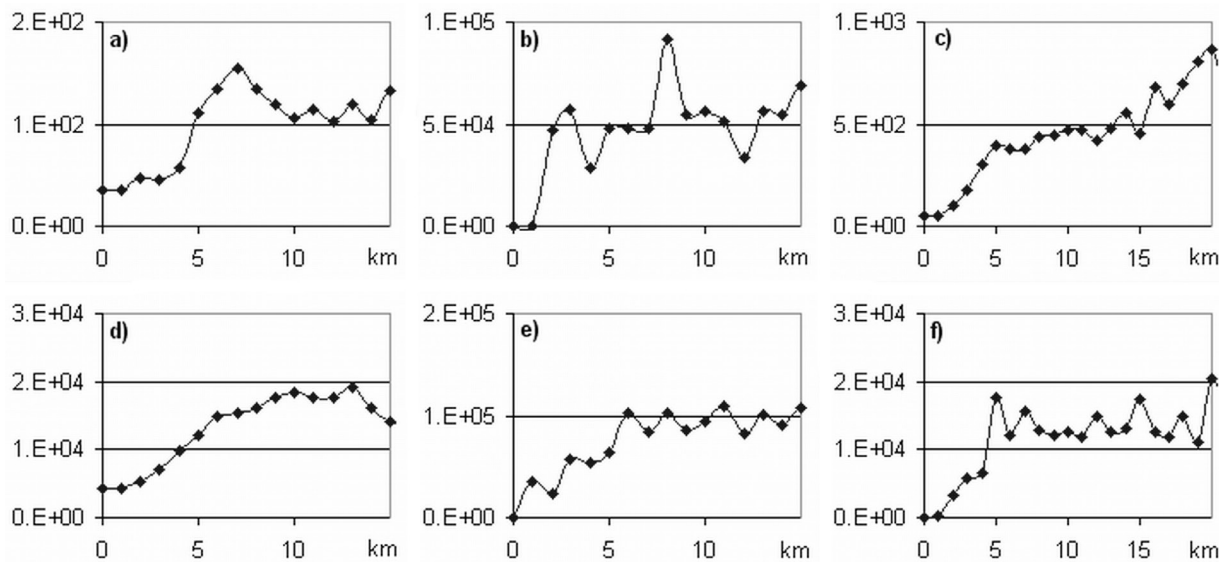 2.E+02
a)
1.E+02
0.E+00
0 5 10 km
1.E+05
b)
5.E+04
0.E+00
0 5 10 km
1.E+03
c)
5.E+02
0.E+00
0 5 10 15 km
3.E+04
d)
2.E+04
1.E+04
0.E+00
0 5 10 km
2.E+05
e)
1.E+05
0.E+00
0 5 10 km
3.E+04
f)
2.E+04
1.E+04
0.E+00
0 5 10 15 km